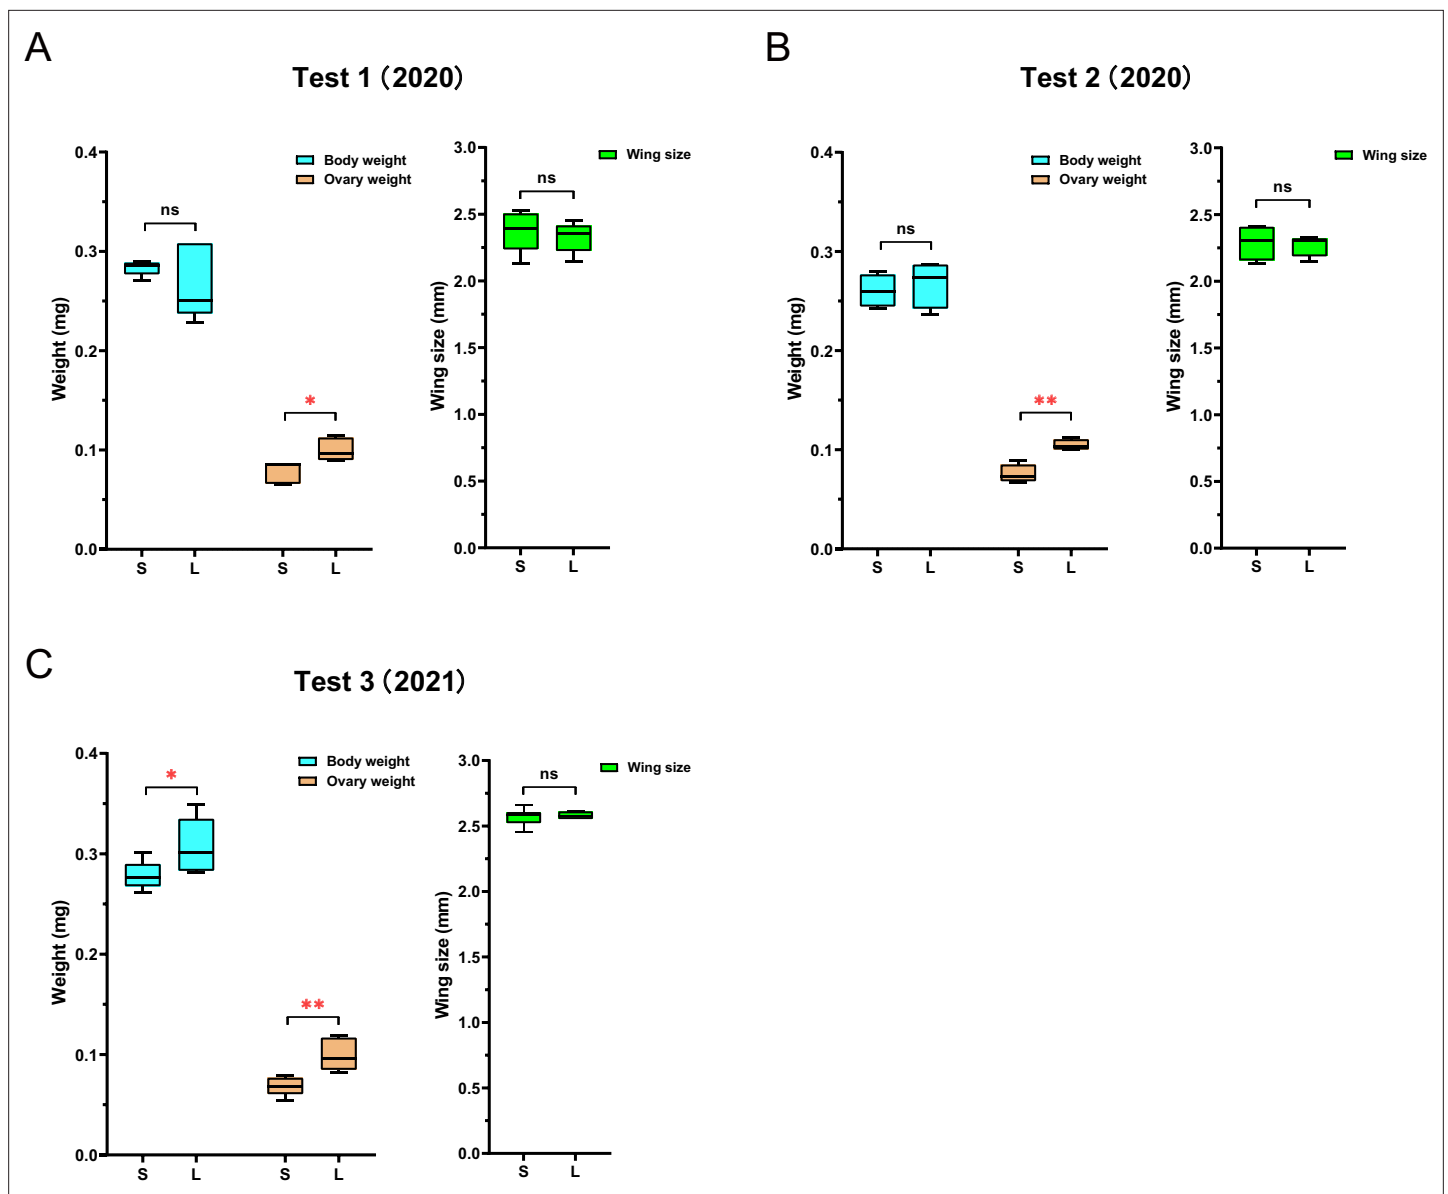 A
Test 1 (2020)
Body weight
Ovary weight
Weight (mg)
0.4
0.3
0.2
0.1
0.0
ns
*
S L S L
Wing size
Wing size (mm)
3.0
2.5
2.0
1.5
1.0
0.5
0.0
ns
S L
B
Test 2 (2020)
Body weight
Ovary weight
Weight (mg)
0.4
0.3
0.2
0.1
0.0
ns
**
S L S L
Wing size
Wing size (mm)
3.0
2.5
2.0
1.5
1.0
0.5
0.0
ns
S L
C
Test 3 (2021)
Body weight
Ovary weight
Weight (mg)
0.4
0.3
0.2
0.1
0.0
*
**
S L S L
Wing size
Wing size (mm)
3.0
2.5
2.0
1.5
1.0
0.5
0.0
ns
S L